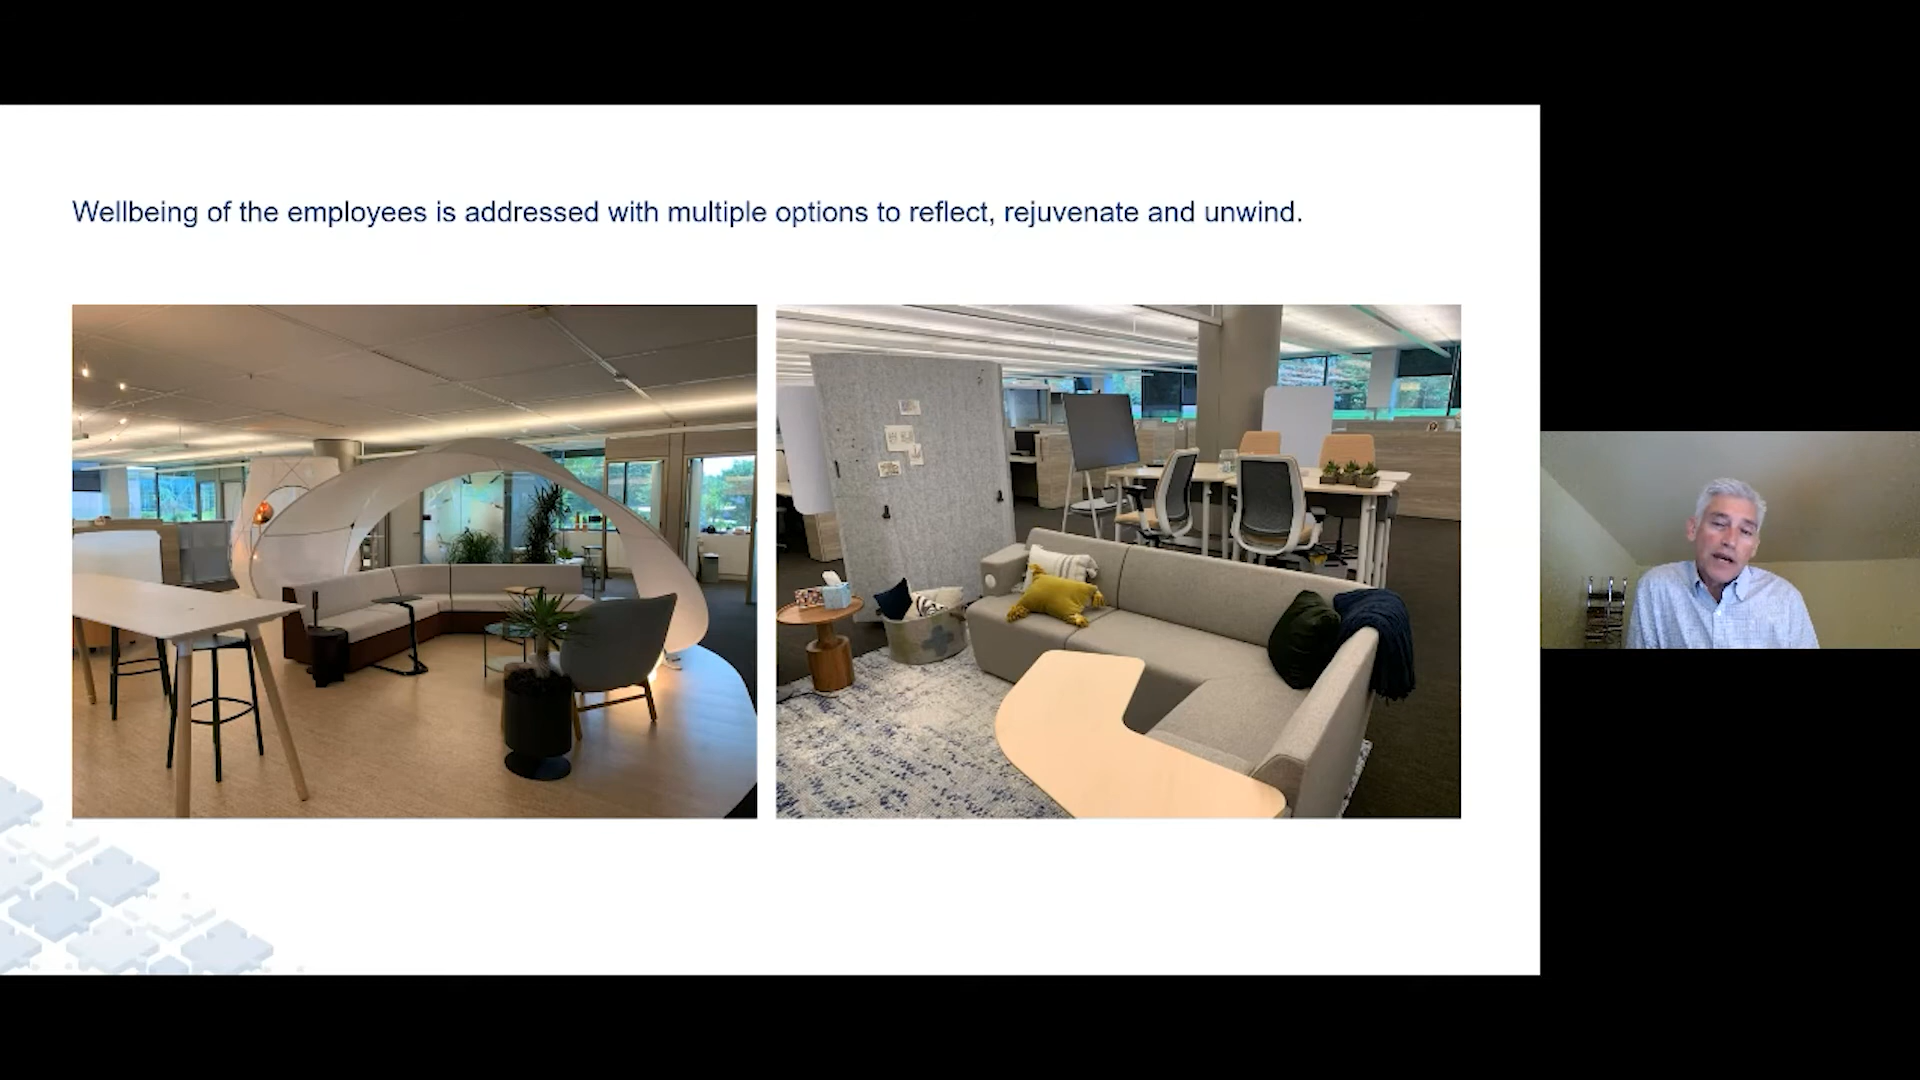 Wellbeing of the employees is addressed with multiple options to reflect, rejuvenate and unwind.